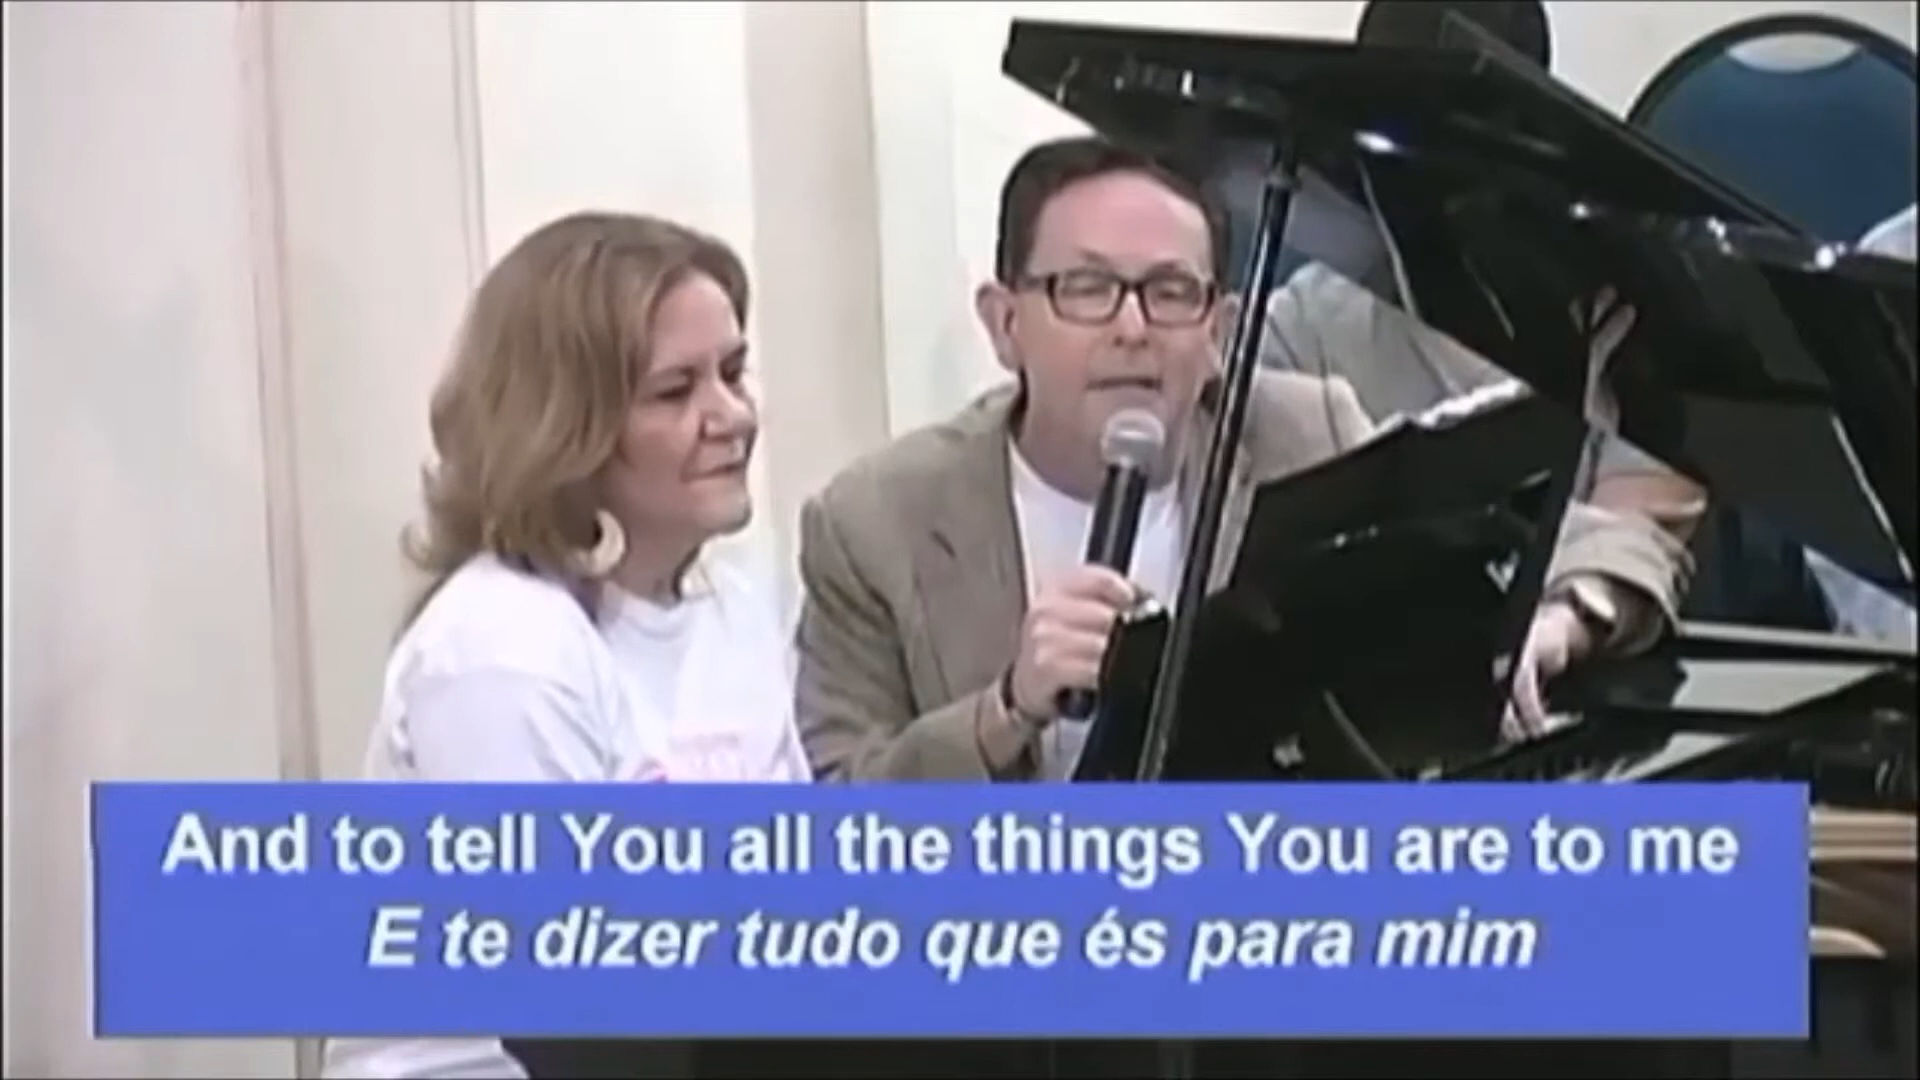 And to tell You all the things You are to me
E te dizer tudo que és para mim